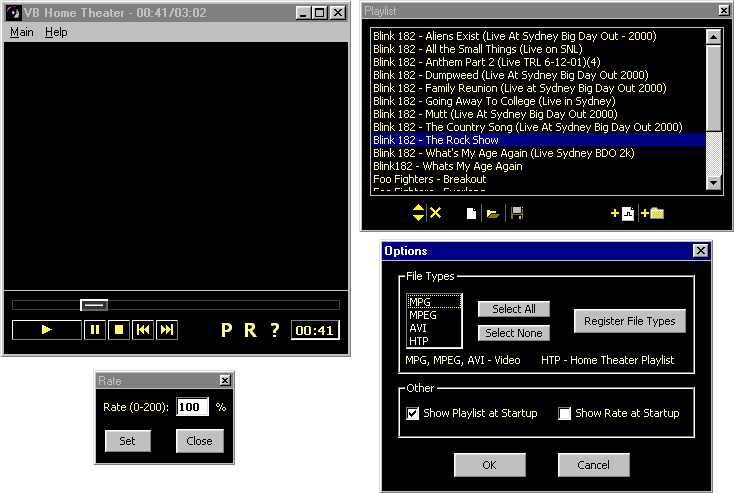 VB Home Theater - 00:41/03:02
Main Help
P R ? 00:41
Playlist
Blink 182 - Aliens Exist (Live At Sydney Big Day Out - 2000)
Blink 182 - All the Small Things (Live on SNL)
Blink 182 - Anthem Part 2 (Live TRL 6-12-01)(4)
Blink 182 - Dumpweed (Live At Sydney Big Day Out 2000)
Blink 182 - Family Reunion (Live at Sydney Big Day Out 2000)
Blink 182 - Going Away To College (Live in Sydney)
Blink 182 - Mutt (Live At Sydney Big Day Out 2000)
Blink 182 - The Country Song (Live At Sydney Big Day Out 2000)
Blink 182 - The Rock Show
Blink 182 - What's My Age Again (Live Sydney BDO 2k)
Blink182 - Whats My Age Again
Foo Fighters - Breakout
Foo Fighters - Everlong
Rate
Rate (0-200): 100 %
Set Close
Options
File Types
MPG
MPEG
AVI
HTP
Select All
Select None
Register File Types
MPG, MPEG, AVI - Video HTP - Home Theater Playlist
Other
Show Playlist at Startup Show Rate at Startup
OK Cancel